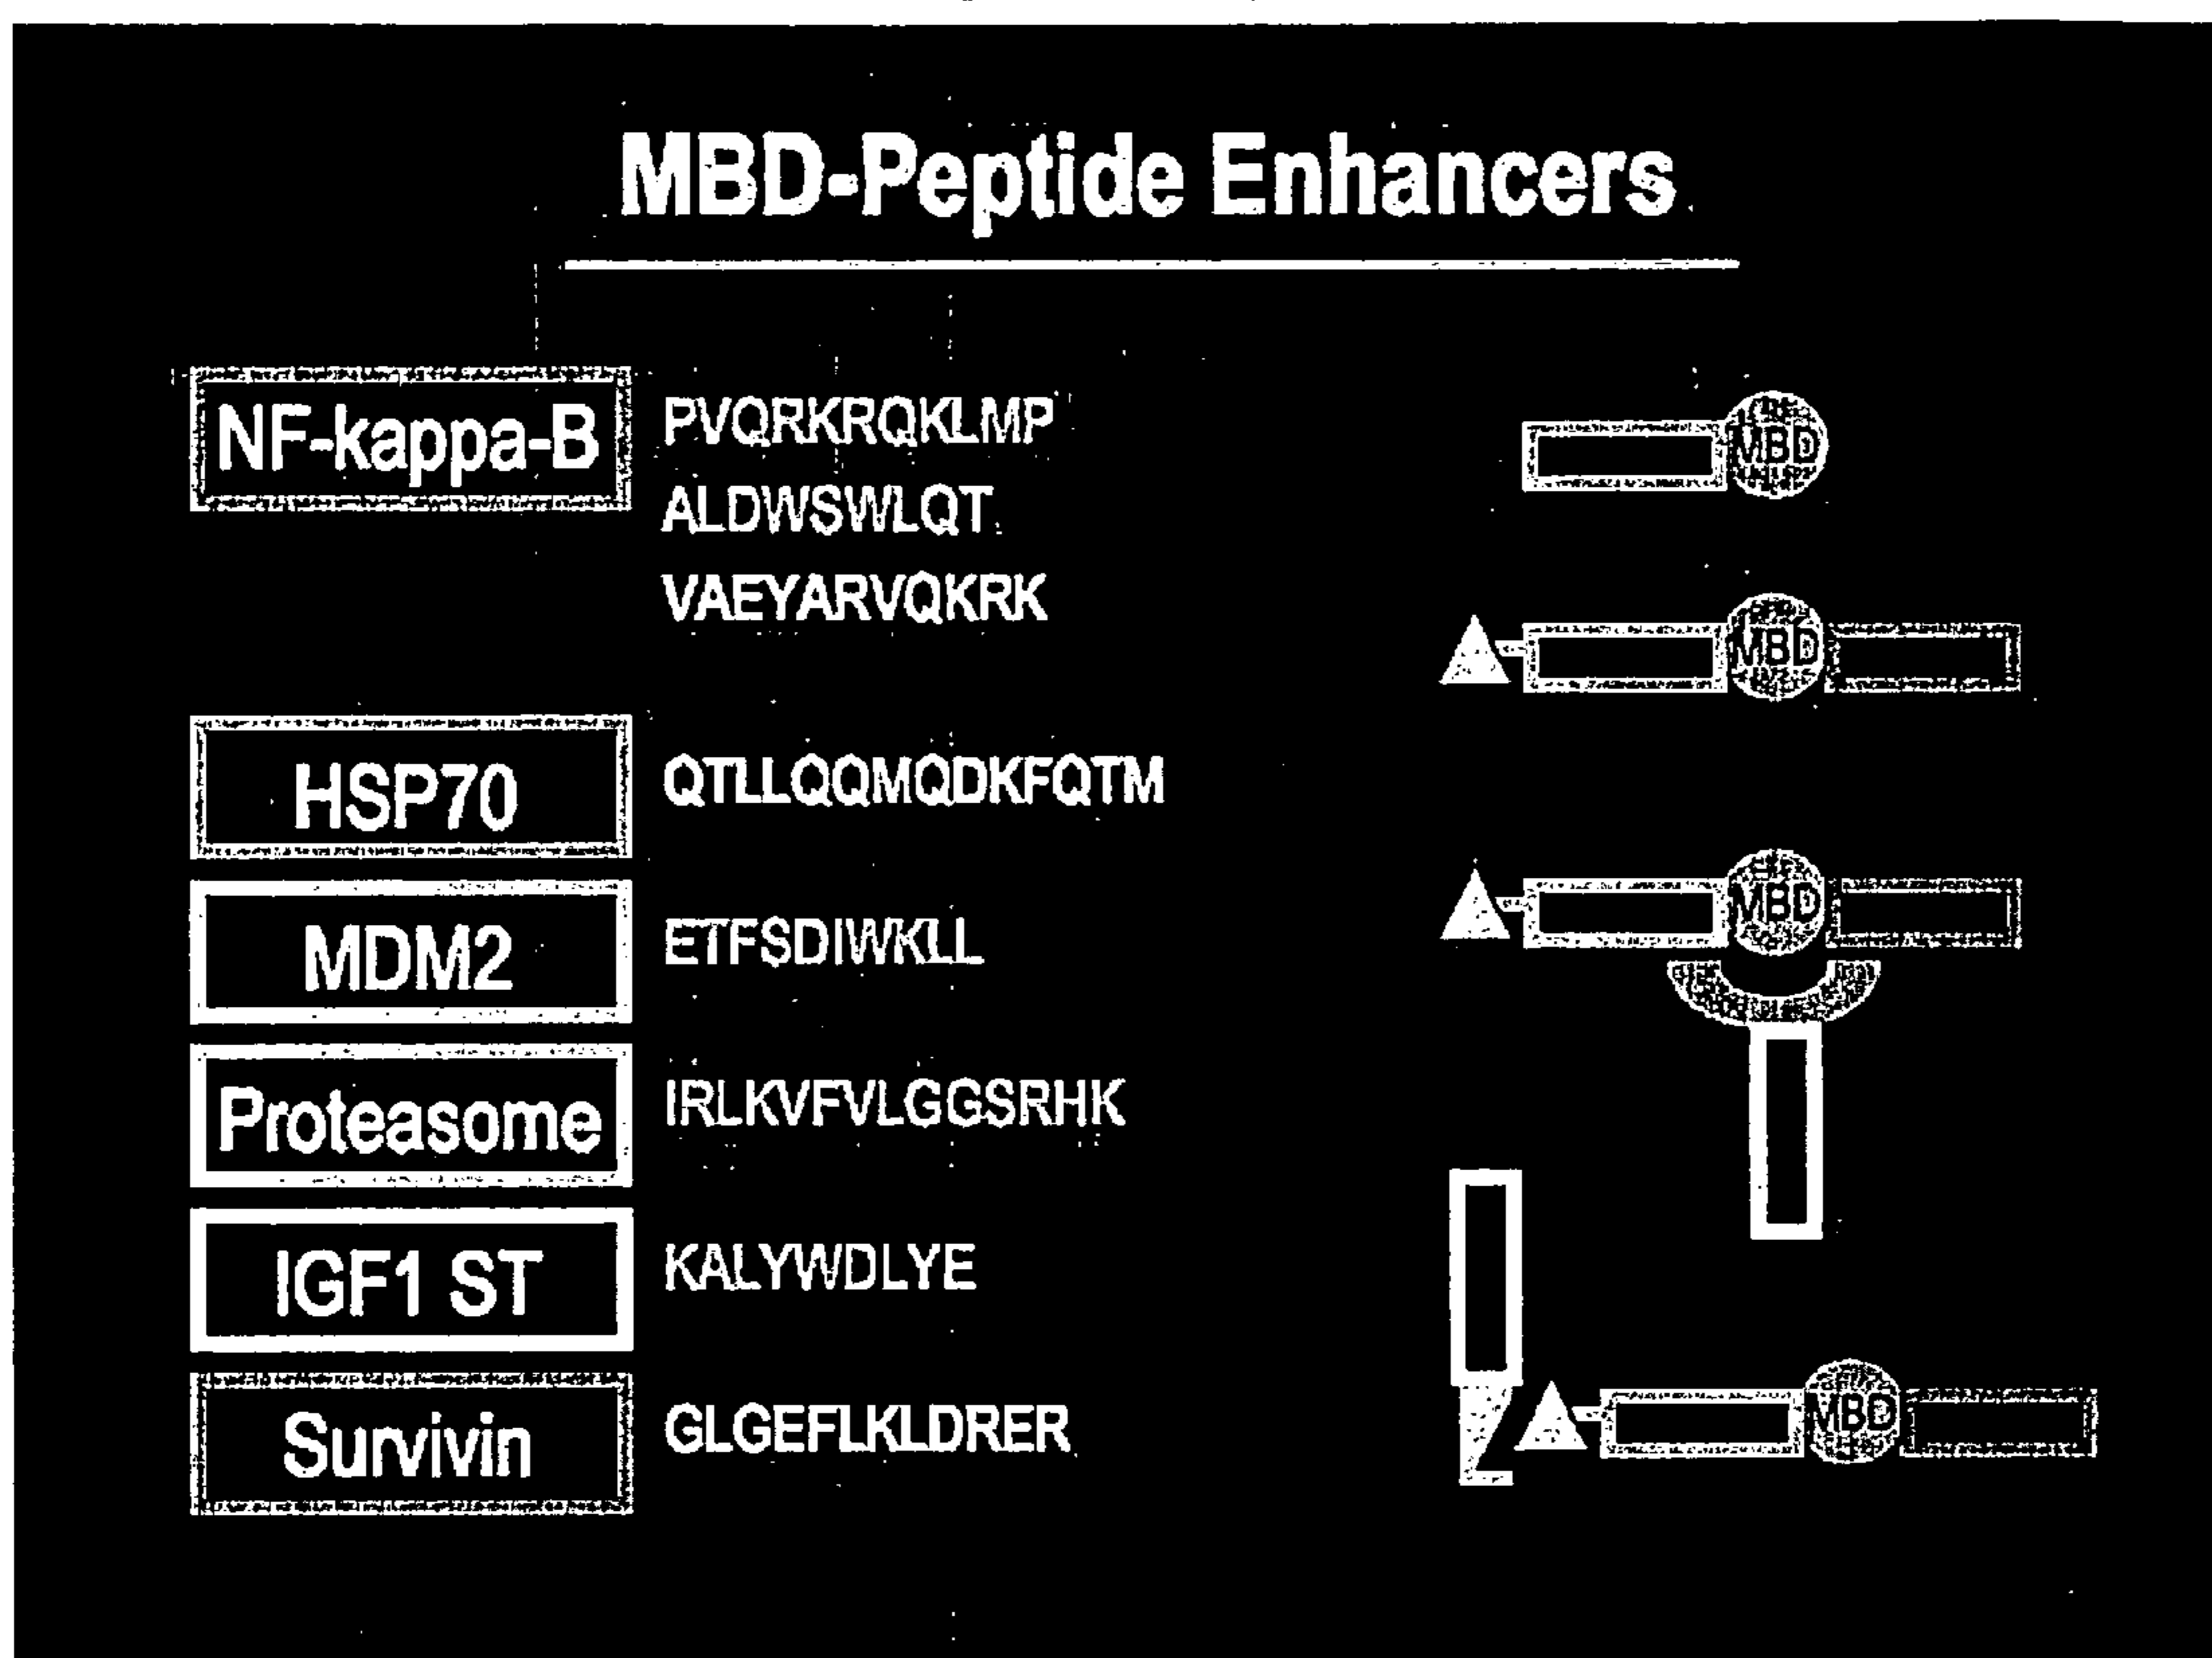 MBD-Peptide Enhancers
NF-kappa-B
PVQRKRQKLMP
ALDWSWLQT
VAEYARVQKRK
HSP70
QTLLQQMQDKFQTM
MDM2
ETFSDIWKLL
Proteasome
IRLKVFVLGGSRHK
IGF1 ST
KALYWDLYE
Survivin
GLGEFLKLDRER
MBD
MBD
MBD
MBD